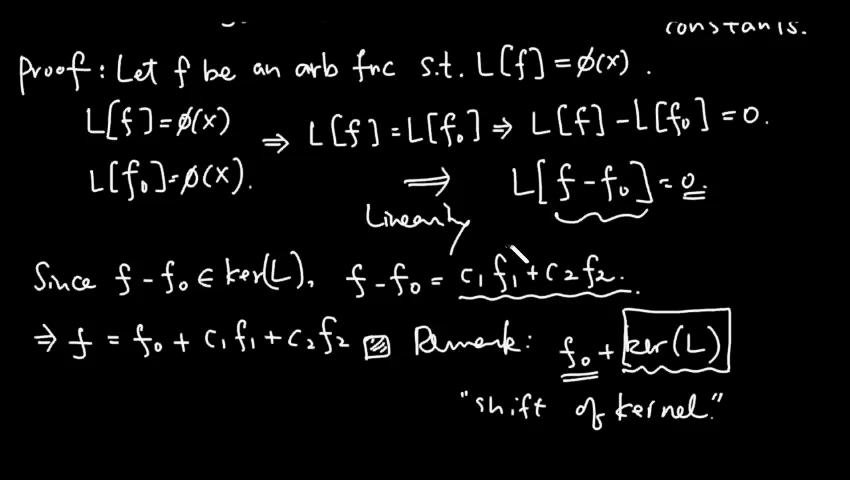 constants.
Proof: Let f be an arb fnc s.t. L[f] = φ(x).
L[f] = φ(x)
L[f₀] = φ(x).
⇒ L[f] = L[f₀] ⇒ L[f] - L[f₀] = 0.
⇒ L[f - f₀] = 0.
Linearity
Since f - f₀ ∈ ker(L), f - f₀ = c₁f₁ + c₂f₂.
⇒ f = f₀ + c₁f₁ + c₂f₂ Remark: f₀ + ker(L)
"shift of kernel."